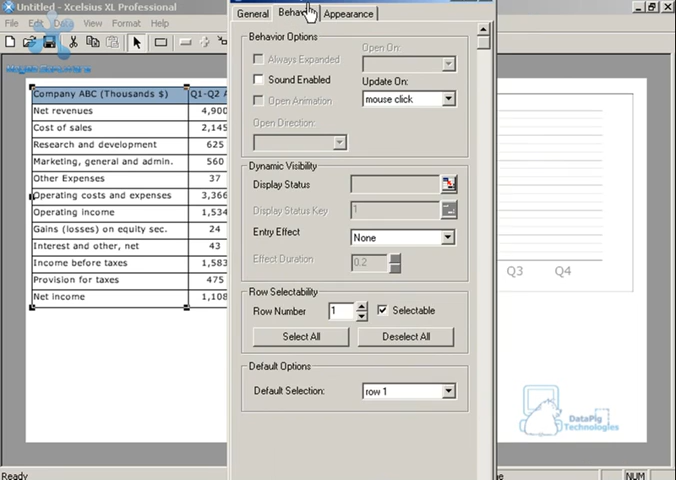 Untitled - Xcelsius XL Professional
File Edit Data View Format Help
General Behavior Appearance
Behavior Options
Always Expanded
Open On:
Sound Enabled
Update On:
Open Animation
mouse click
Open Direction:
Dynamic Visibility
Display Status
Display Status Key 1
Entry Effect None
Effect Duration 0.2
Row Selectability
Row Number 1 Selectable
Select All Deselect All
Default Options
Default Selection: row 1
Company ABC (Thousands $) Q1-Q2 A
Net revenues 4,900
Cost of sales 2,145
Research and development 625
Marketing, general and admin. 560
Other Expenses 37
Operating costs and expenses 3,366
Operating income 1,534
Gains (losses) on equity sec. 24
Interest and other, net 43
Income before taxes 1,583
Provision for taxes 475
Net income 1,108
Q3 Q4
DataPig
Technologies
Ready
NUM